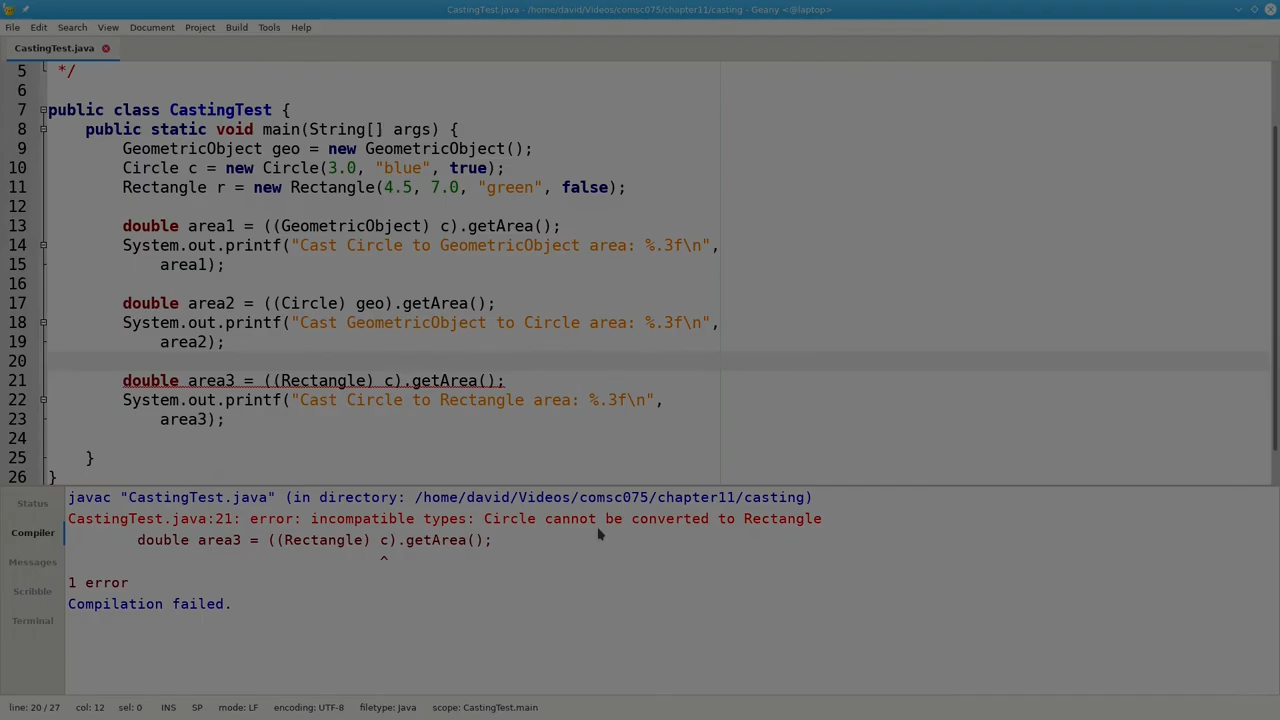 CastingTest.java - /home/david/Videos/comsc075/chapter11/casting - Geany <@laptop>
File Edit Search View Document Project Build Tools Help
CastingTest.java
5 */
6
7 public class CastingTest {
8 public static void main(String[] args) {
9 GeometricObject geo = new GeometricObject();
10 Circle c = new Circle(3.0, "blue", true);
11 Rectangle r = new Rectangle(4.5, 7.0, "green", false);
12
13 double area1 = ((GeometricObject) c).getArea();
14 System.out.printf("Cast Circle to GeometricObject area: %.3f\n",
15 area1);
16
17 double area2 = ((Circle) geo).getArea();
18 System.out.printf("Cast GeometricObject to Circle area: %.3f\n",
19 area2);
20
21 double area3 = ((Rectangle) c).getArea();
22 System.out.printf("Cast Circle to Rectangle area: %.3f\n",
23 area3);
24
25 }
26 }
Status
Compiler
Messages
Scribble
Terminal
javac "CastingTest.java" (in directory: /home/david/Videos/comsc075/chapter11/casting)
CastingTest.java:21: error: incompatible types: Circle cannot be converted to Rectangle
double area3 = ((Rectangle) c).getArea();
^
1 error
Compilation failed.
line: 20 / 27 col: 12 sel: 0 INS SP mode: LF encoding: UTF-8 filetype: Java scope: CastingTest.main